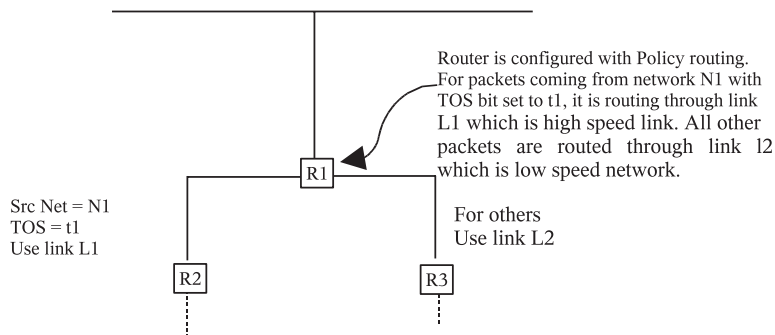 Router is configured with Policy routing.
For packets coming from network N1 with
TOS bit set to t1, it is routing through link
L1 which is high speed link. All other
packets are routed through link l2
which is low speed network.
R1
Src Net = N1
TOS = t1
Use link L1
For others
Use link L2
R2
R3